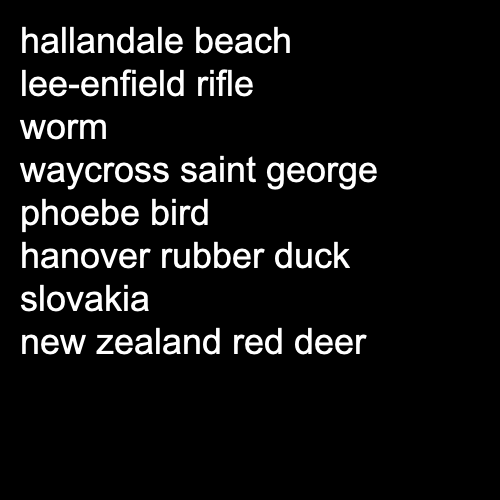 hallandale beach
lee-enfield rifle
worm
waycross saint george
phoebe bird
hanover rubber duck
slovakia
new zealand red deer